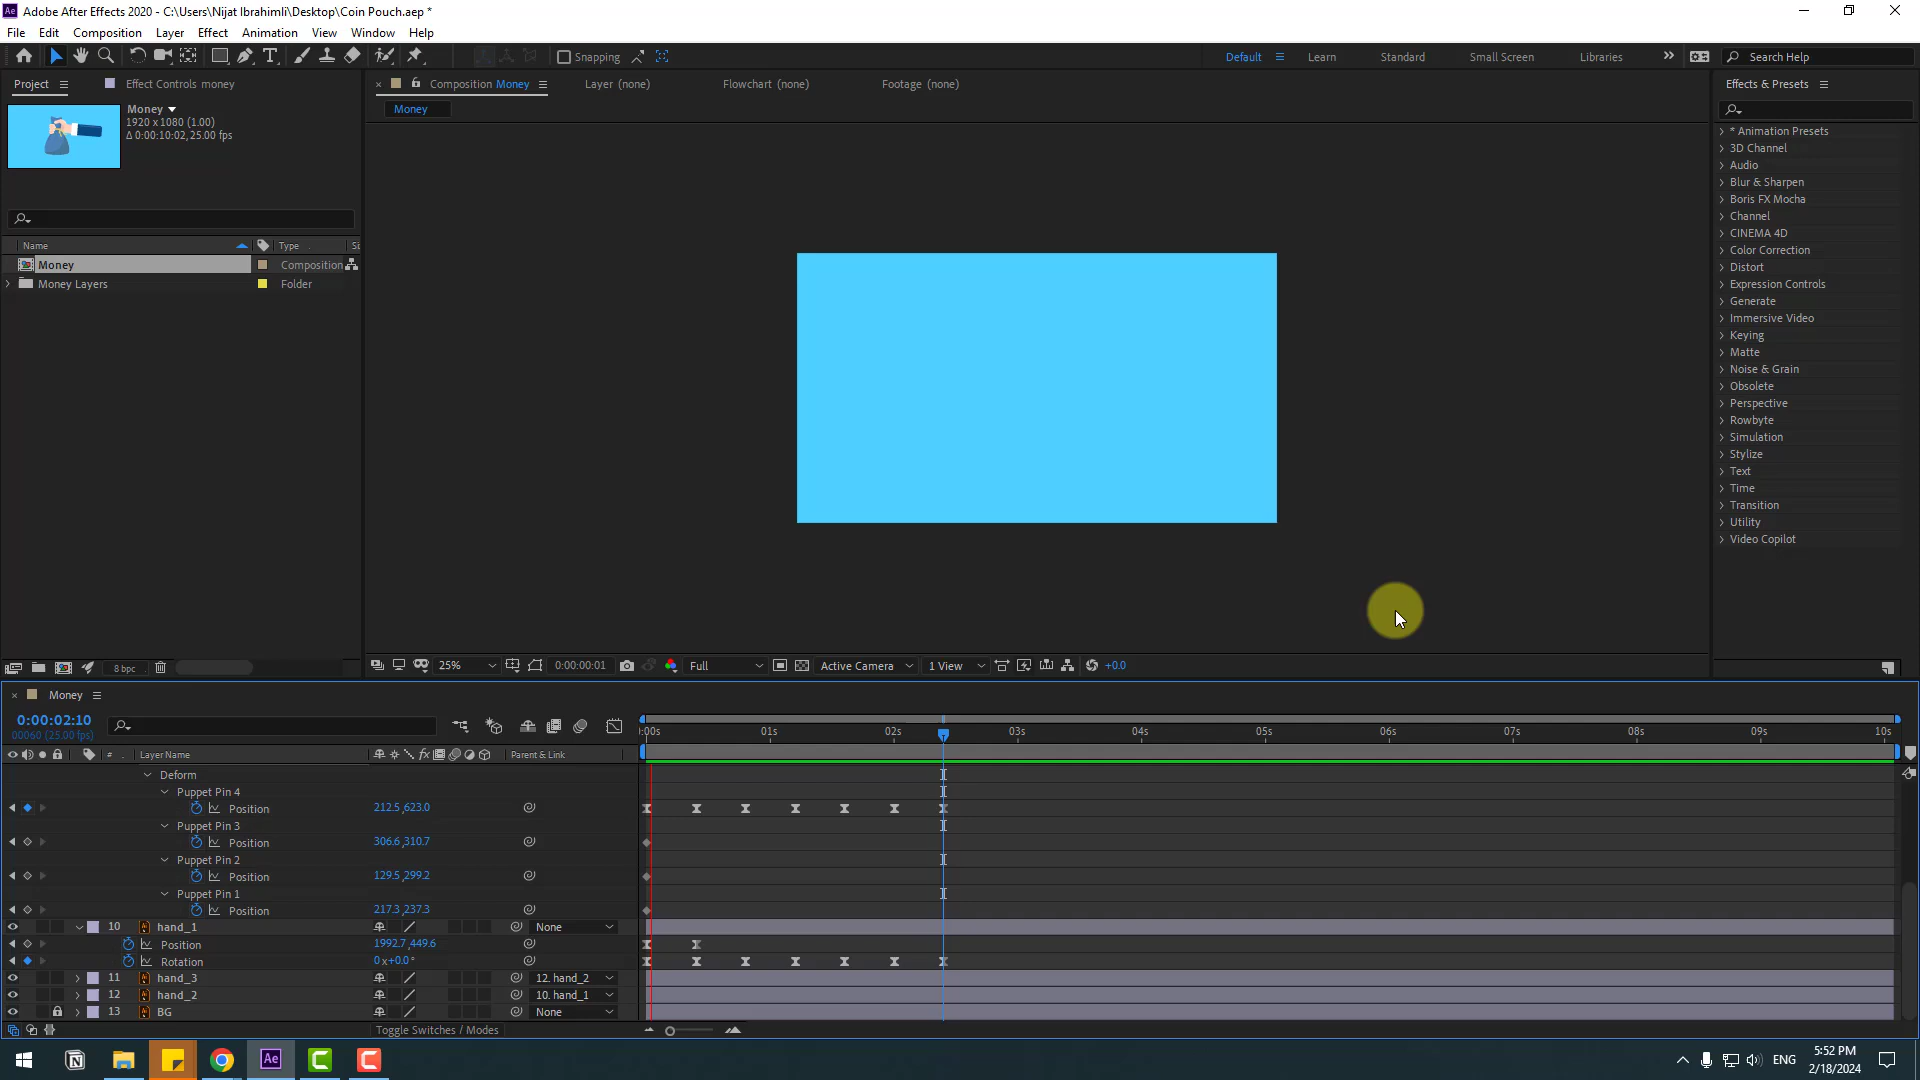 Adobe After Effects 2020 - C:\Users\Nijat Ibrahimli\Desktop\Coin Pouch.aep *
File Edit Composition Layer Effect Animation View Window Help
Snapping Default Learn Standard Small Screen Libraries Search Help
Project Effect Controls money Composition Money Layer (none) Flowchart (none) Footage (none) Effects & Presets
Money
1920 x 1080 (1.00)
Δ 0:00:10:02, 25.00 fps
Money
Name Type
Money Composition
Money Layers Folder
* Animation Presets
3D Channel
Audio
Blur & Sharpen
Boris FX Mocha
Channel
CINEMA 4D
Color Correction
Distort
Expression Controls
Generate
Immersive Video
Keying
Matte
Noise & Grain
Obsolete
Perspective
Rowbyte
Simulation
Stylize
Text
Time
Transition
Utility
Video Copilot
8 bpc 25% 0:00:00:01 Full Active Camera 1 View +0.0
Money
0:00:02:10
00060 (25.00 fps)
:00s 01s 02s 03s 04s 05s 06s 07s 08s 09s 10s
# Layer Name Parent & Link
Deform
Puppet Pin 4
Position 212.5,623.0
Puppet Pin 3
Position 306.6,310.7
Puppet Pin 2
Position 129.5,299.2
Puppet Pin 1
Position 217.3,237.3
10 hand_1 None
Position 1992.7,449.6
Rotation 0x+0.0°
11 hand_3 12. hand_2
12 hand_2 10. hand_1
13 BG None
Toggle Switches / Modes
ENG 5:52 PM
2/18/2024